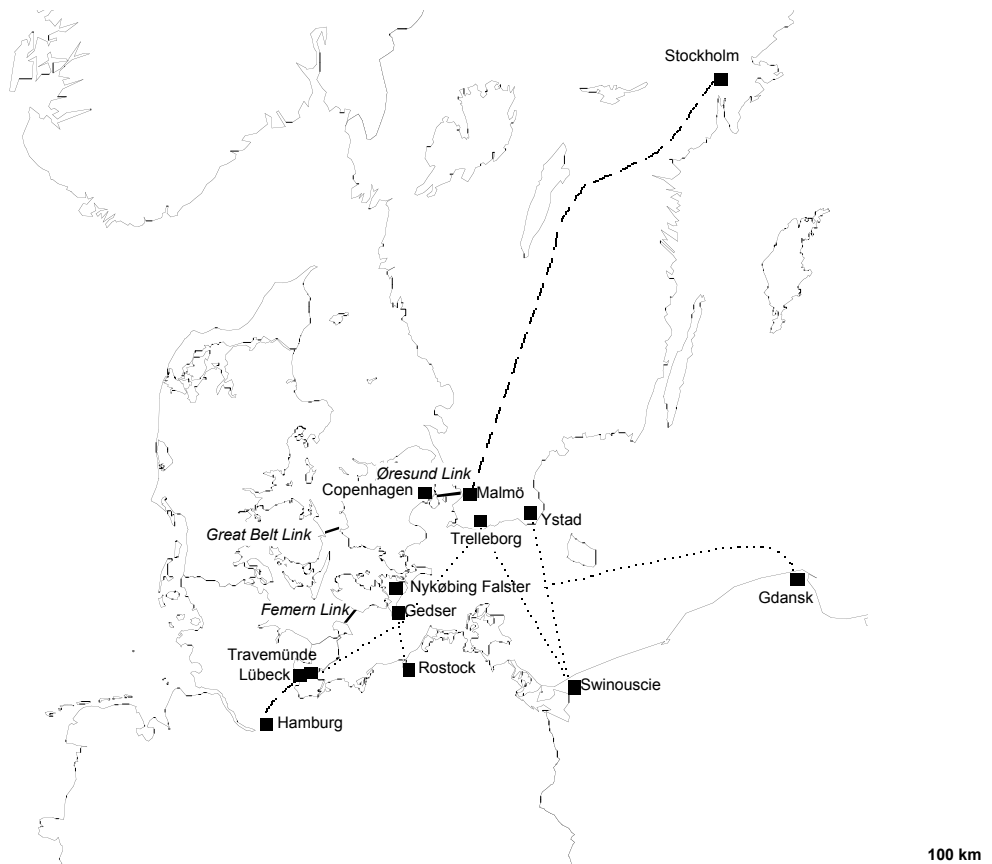 Stockholm
Øresund Link
Copenhagen
Malmö
Ystad
Great Belt Link
Trelleborg
Nykøbing Falster
Gdansk
Femern Link
Gedser
Travemünde
Lübeck
Rostock
Swinouscie
Hamburg
100 km